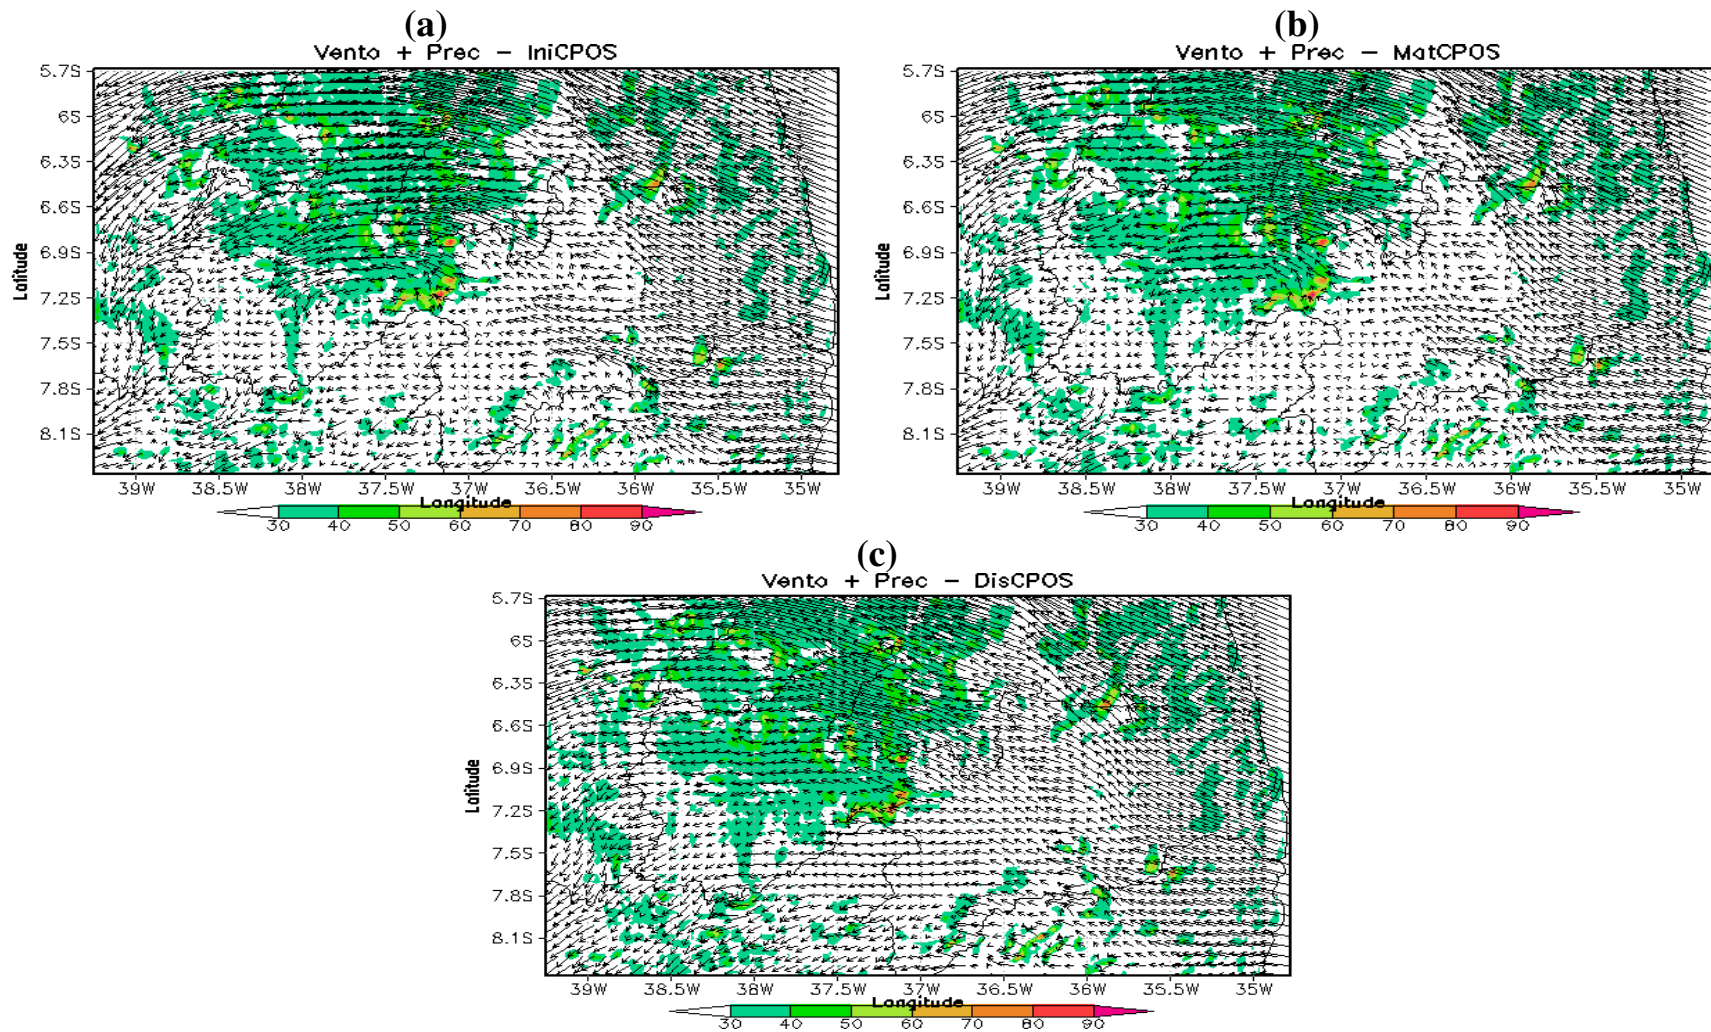 (a)
Vento + Prec - IniCPOS
5.7S
6S
6.3S
6.6S
6.9S
7.2S
7.5S
7.8S
8.1S
Latitude
39W 38.5W 38W 37.5W 37W 36.5W 36W 35.5W 35W
Longitude
30 40 50 60 70 80 90
(b)
Vento + Prec - MatCPOS
5.7S
6S
6.3S
6.6S
6.9S
7.2S
7.5S
7.8S
8.1S
Latitude
39W 38.5W 38W 37.5W 37W 36.5W 36W 35.5W 35W
Longitude
30 40 50 60 70 80 90
(c)
Vento + Prec - DisCPOS
5.7S
6S
6.3S
6.6S
6.9S
7.2S
7.5S
7.8S
8.1S
Latitude
39W 38.5W 38W 37.5W 37W 36.5W 36W 35.5W 35W
Longitude
30 40 50 60 70 80 90